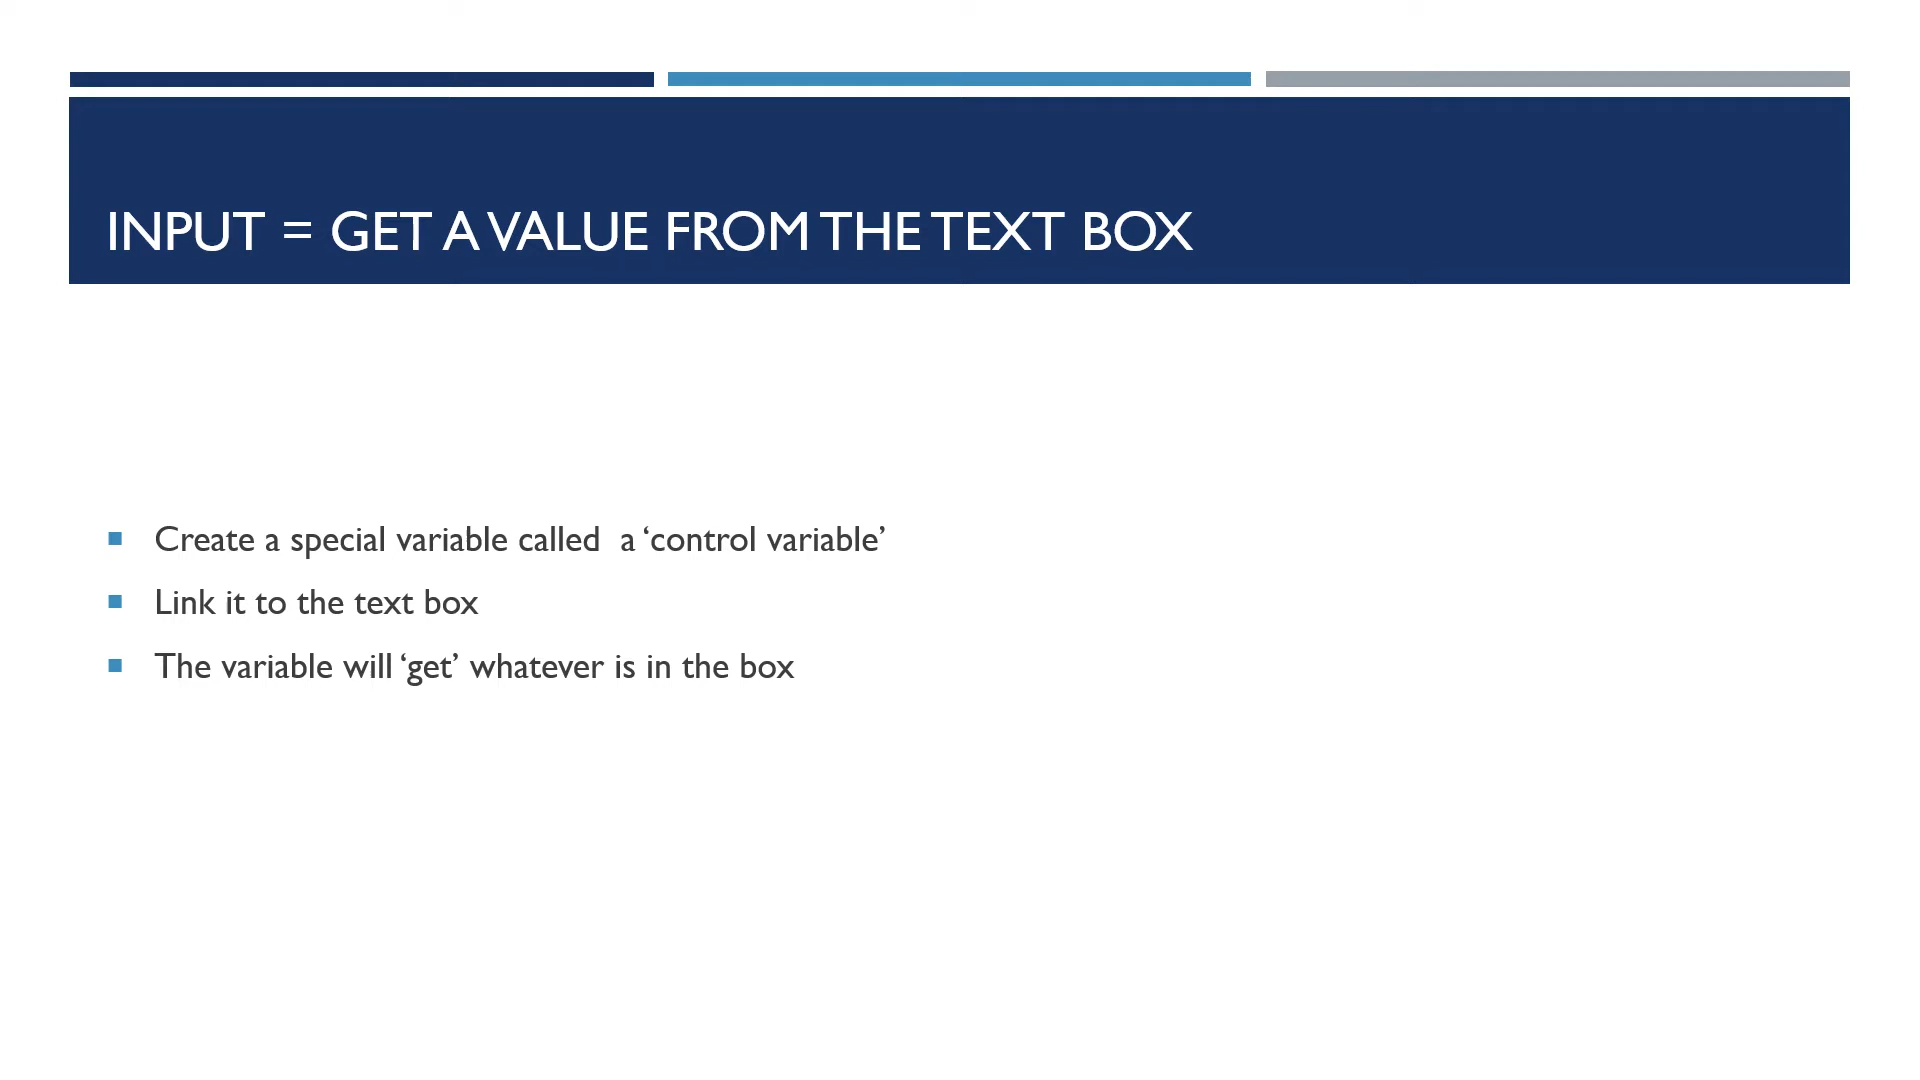 INPUT = GET A VALUE FROM THE TEXT BOX
Create a special variable called  a ‘control variable’
Link it to the text box
The variable will ‘get’ whatever is in the box